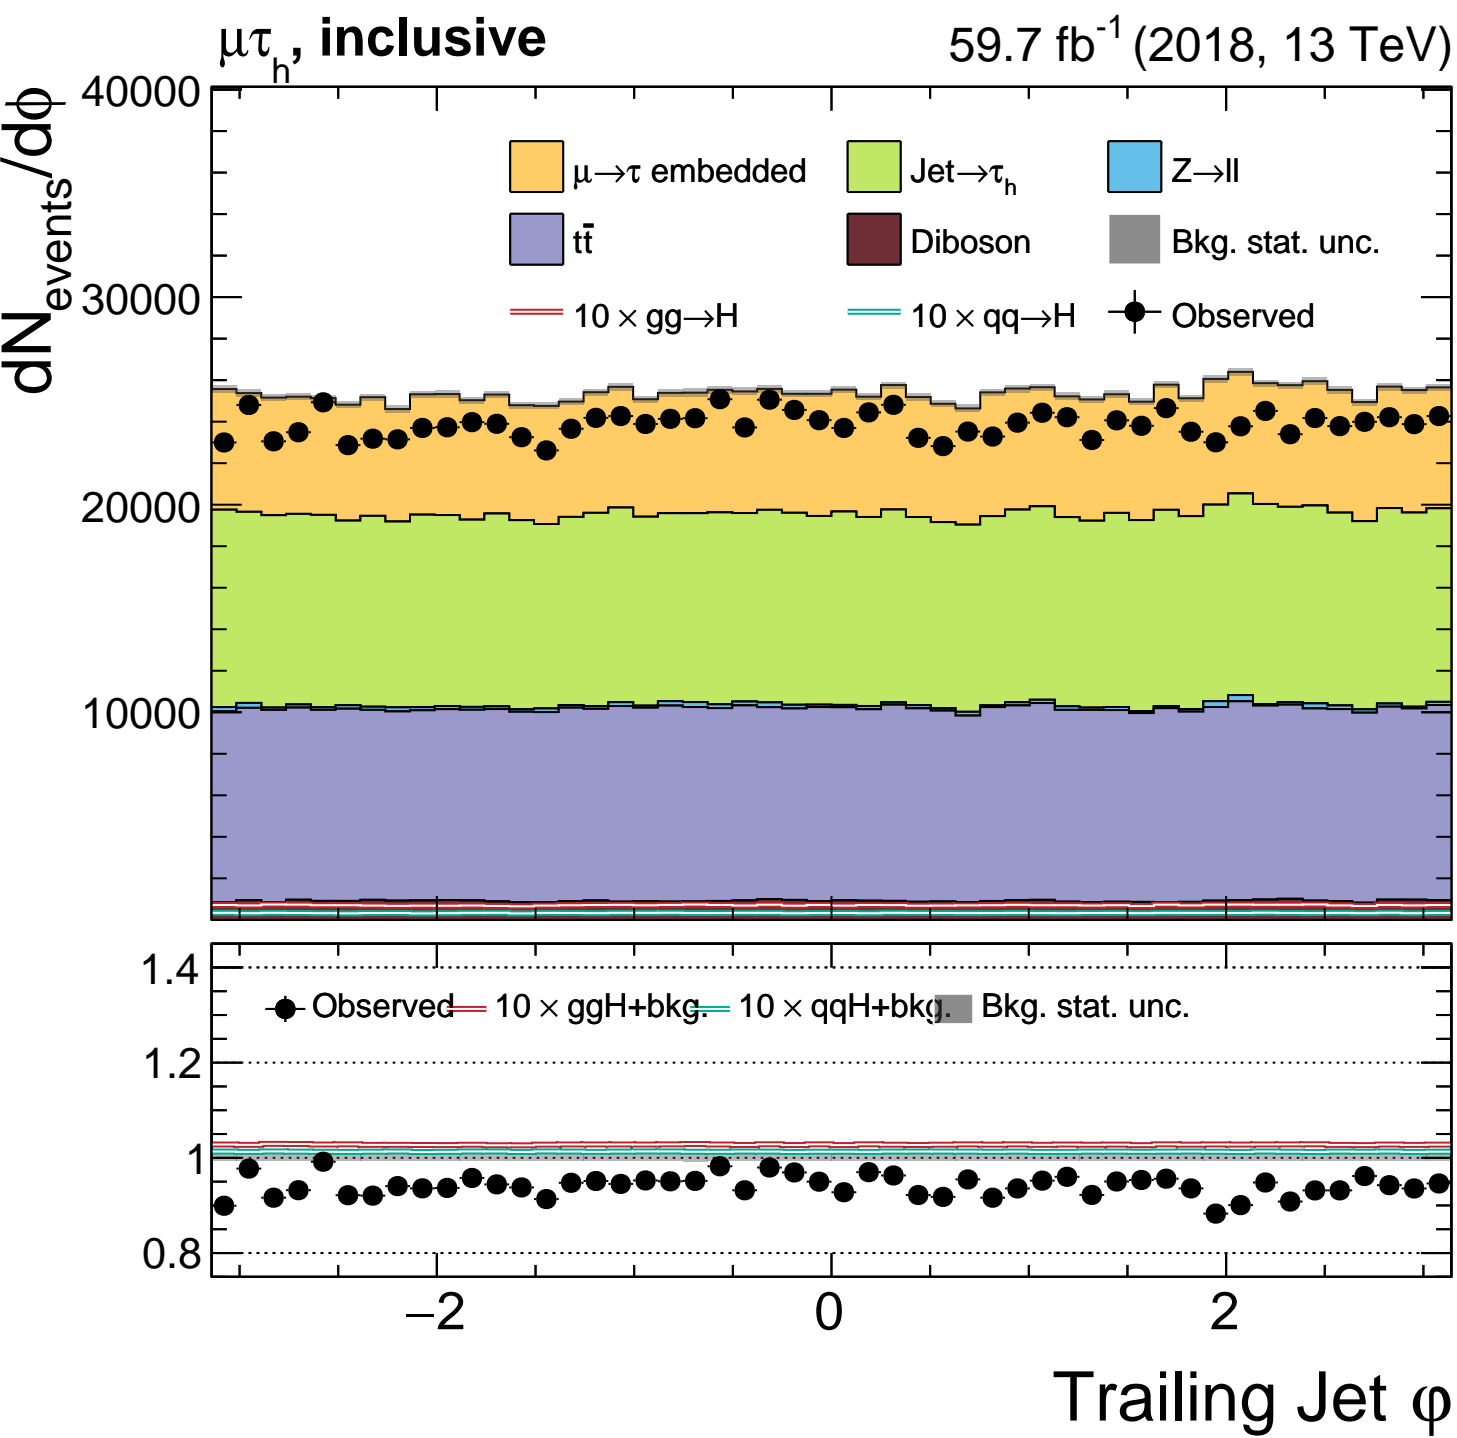 μτh, inclusive
59.7 fb-1 (2018, 13 TeV)
dNevents/dϕ
40000
30000
20000
10000
μ→τ embedded
Jet→τh
Z→ll
tt̄
Diboson
Bkg. stat. unc.
10 × gg→H
10 × qq→H
Observed
1.4
1.2
1
0.8
Observed
10 × ggH+bkg.
10 × qqH+bkg.
Bkg. stat. unc.
−2
0
2
Trailing Jet φ